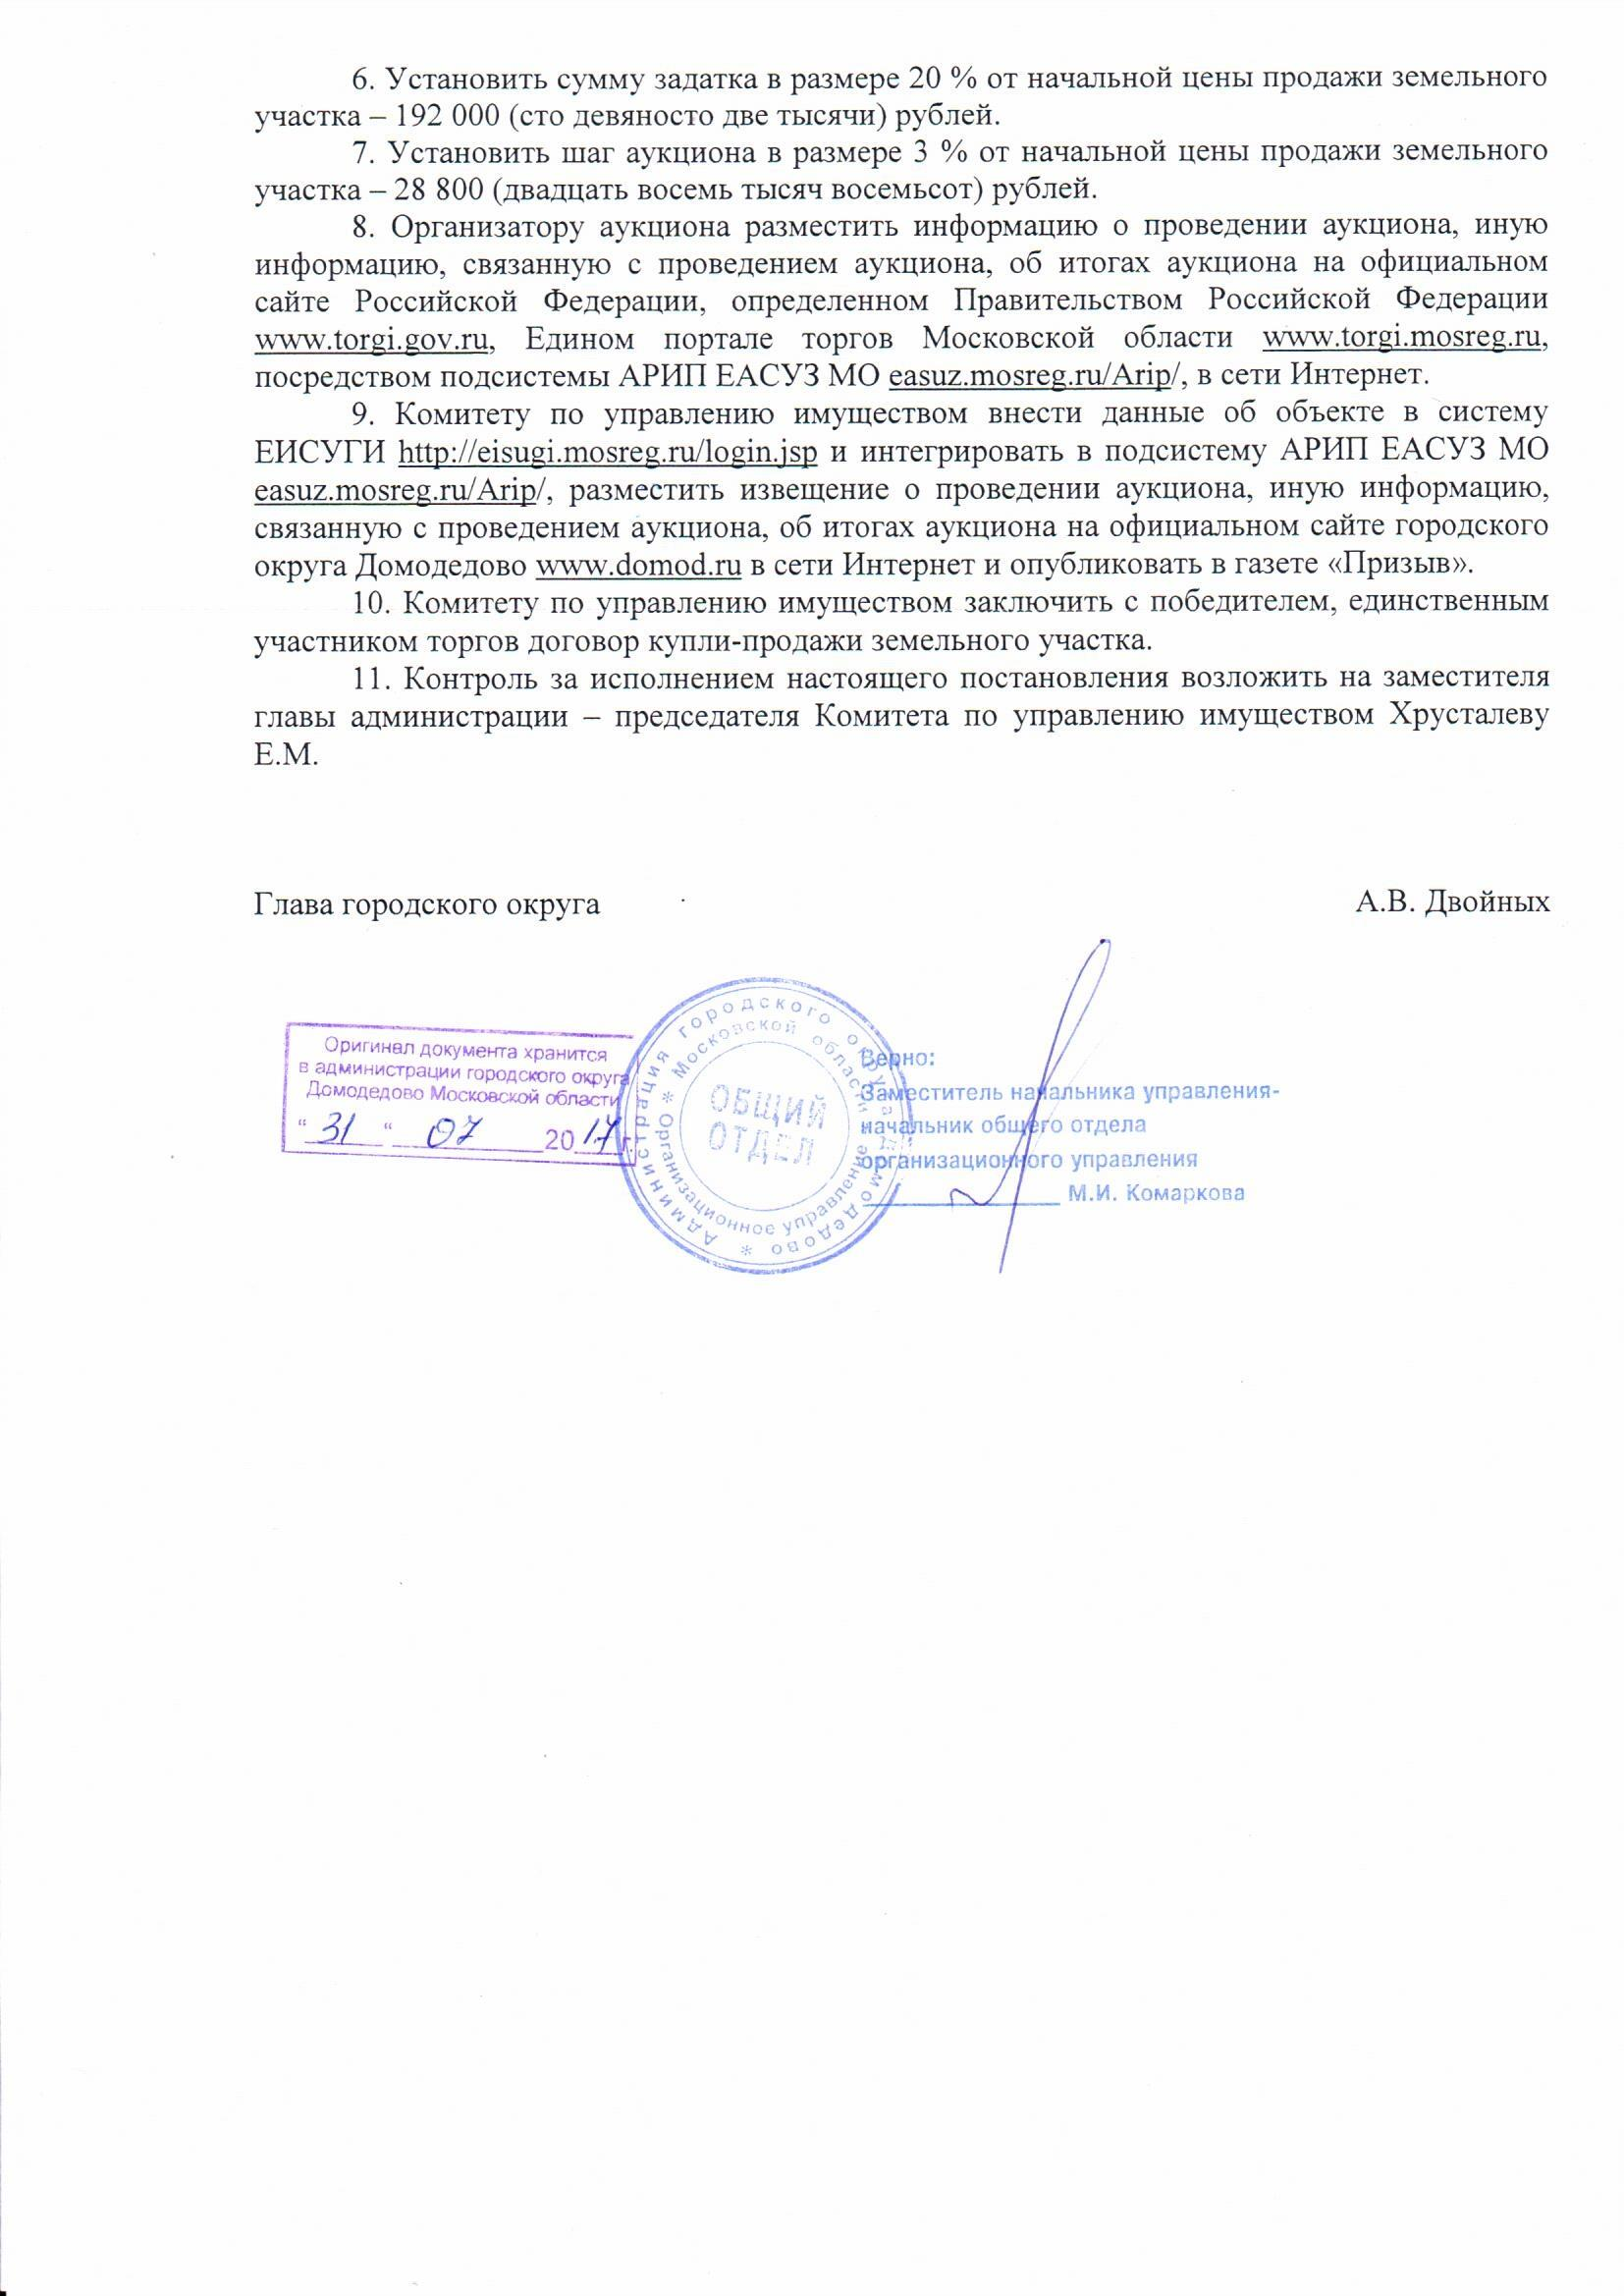 6. Установить сумму задатка в размере 20 % от начальной цены продажи земельного
участка – 192 000 (сто девяносто две тысячи) рублей.
7. Установить шаг аукциона в размере 3 % от начальной цены продажи земельного
участка – 28 800 (двадцать восемь тысяч восемьсот) рублей.
8. Организатору аукциона разместить информацию о проведении аукциона, иную
информацию, связанную с проведением аукциона, об итогах аукциона на официальном
сайте Российской Федерации, определенном Правительством Российской Федерации
www.torgi.gov.ru, Едином портале торгов Московской области www.torgi.mosreg.ru,
посредством подсистемы АРИП ЕАСУЗ МО easuz.mosreg.ru/Arip/, в сети Интернет.
9. Комитету по управлению имуществом внести данные об объекте в систему
ЕИСУГИ http://eisugi.mosreg.ru/login.jsp и интегрировать в подсистему АРИП ЕАСУЗ МО
easuz.mosreg.ru/Arip/, разместить извещение о проведении аукциона, иную информацию,
связанную с проведением аукциона, об итогах аукциона на официальном сайте городского
округа Домодедово www.domod.ru в сети Интернет и опубликовать в газете «Призыв».
10. Комитету по управлению имуществом заключить с победителем, единственным
участником торгов договор купли-продажи земельного участка.
11. Контроль за исполнением настоящего постановления возложить на заместителя
главы администрации – председателя Комитета по управлению имуществом Хрусталеву
Е.М.
Глава городского округа А.В. Двойных
Оригинал документа хранится
в администрации городского округа
Домодедово Московской области
"31" 07 2017 г.
Администрация городского округа Домодедово *
* Московской области *
Организационное управление
ОБЩИЙ
ОТДЕЛ
Верно:
Заместитель начальника управления-
начальник общего отдела
организационного управления
М.И. Комаркова